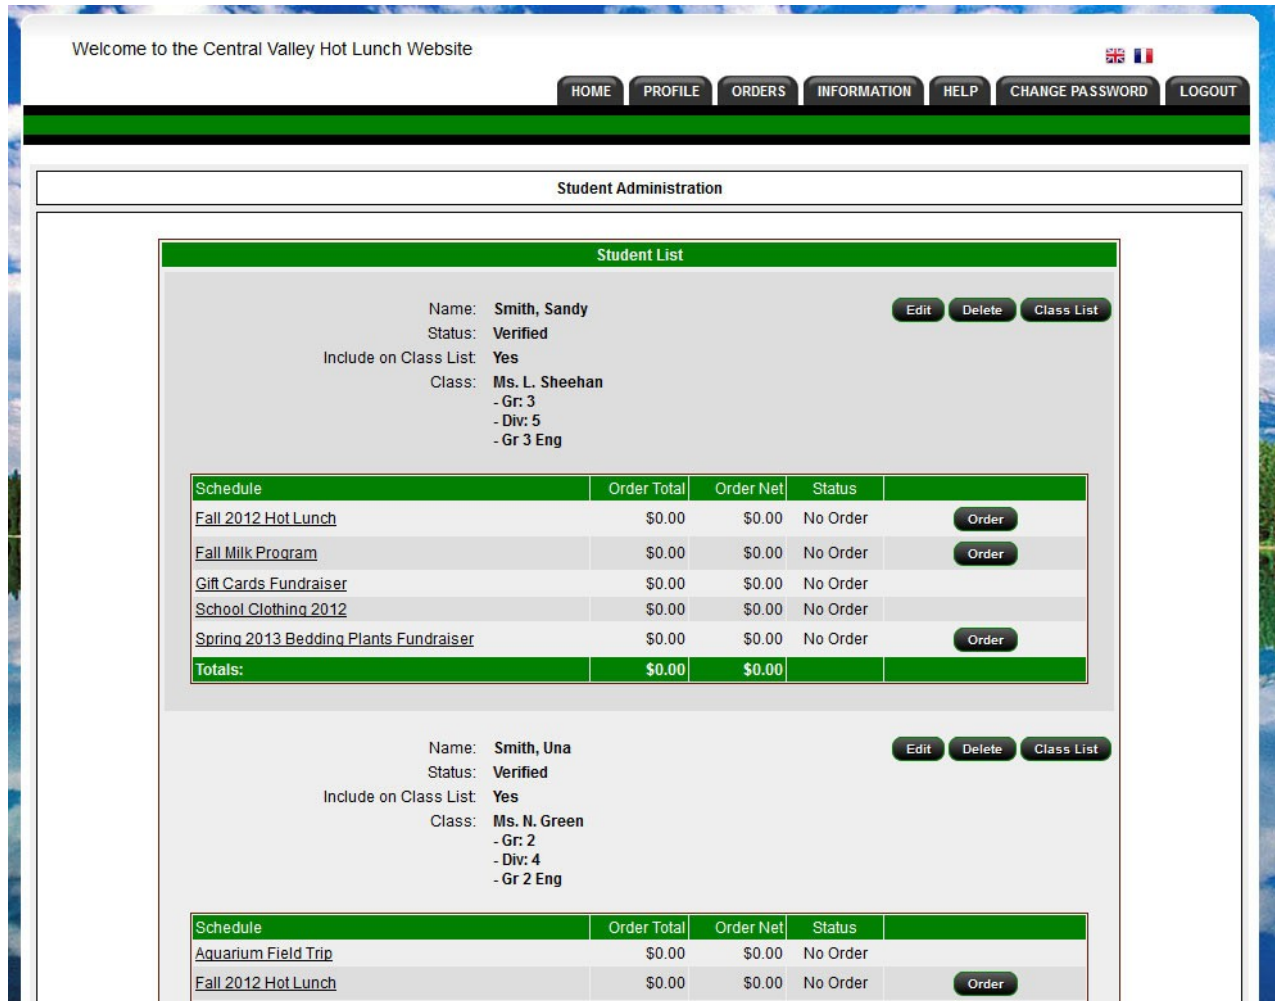 Welcome to the Central Valley Hot Lunch Website
HOME PROFILE ORDERS INFORMATION HELP CHANGE PASSWORD LOGOUT
Student Administration
Student List
Name: Smith, Sandy Edit Delete Class List
Status: Verified
Include on Class List: Yes
Class: Ms. L. Sheehan
- Gr: 3
- Div: 5
- Gr 3 Eng
Schedule Order Total Order Net Status
Fall 2012 Hot Lunch $0.00 $0.00 No Order Order
Fall Milk Program $0.00 $0.00 No Order Order
Gift Cards Fundraiser $0.00 $0.00 No Order
School Clothing 2012 $0.00 $0.00 No Order
Spring 2013 Bedding Plants Fundraiser $0.00 $0.00 No Order Order
Totals: $0.00 $0.00
Name: Smith, Una Edit Delete Class List
Status: Verified
Include on Class List: Yes
Class: Ms. N. Green
- Gr: 2
- Div: 4
- Gr 2 Eng
Schedule Order Total Order Net Status
Aquarium Field Trip $0.00 $0.00 No Order
Fall 2012 Hot Lunch $0.00 $0.00 No Order Order